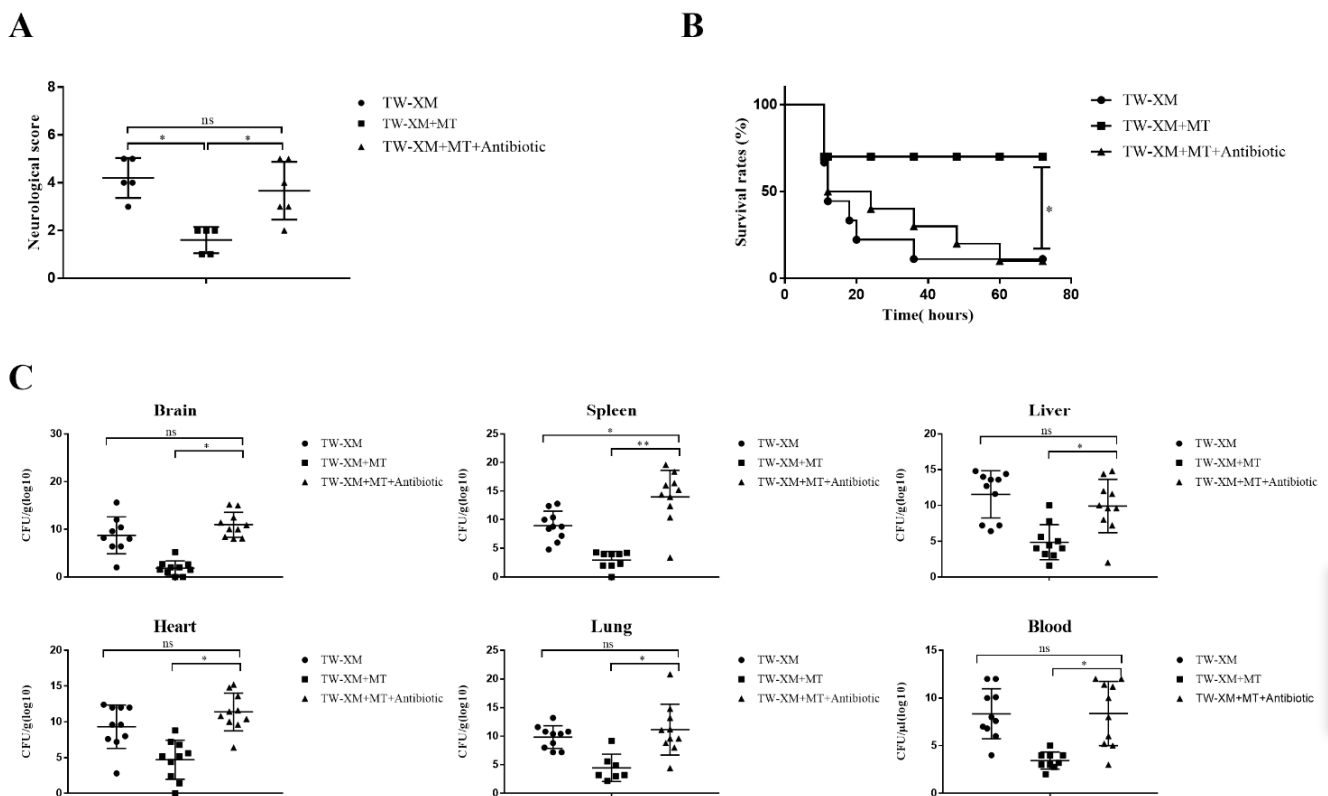 A
Neurological score
8
6
4
2
0
ns
*
*
TW-XM
TW-XM+MT
TW-XM+MT+Antibiotic
B
Survival rates (%)
100
50
0
0 20 40 60 80
Time( hours)
*
TW-XM
TW-XM+MT
TW-XM+MT+Antibiotic
C
Brain
CFU/g(log10)
30
20
10
0
ns
*
TW-XM
TW-XM+MT
TW-XM+MT+Antibiotic
Spleen
CFU/g(log10)
25
20
15
10
5
0
*
**
TW-XM
TW-XM+MT
TW-XM+MT+Antibiotic
Liver
CFU/g(log10)
20
15
10
5
0
ns
*
TW-XM
TW-XM+MT
TW-XM+MT+Antibiotic
Heart
CFU/g(log10)
20
15
10
5
0
ns
*
TW-XM
TW-XM+MT
TW-XM+MT+Antibiotic
Lung
CFU/g(log10)
25
20
15
10
5
0
ns
*
TW-XM
TW-XM+MT
TW-XM+MT+Antibiotic
Blood
CFU/μl(log10)
15
10
5
0
ns
*
TW-XM
TW-XM+MT
TW-XM+MT+Antibiotic